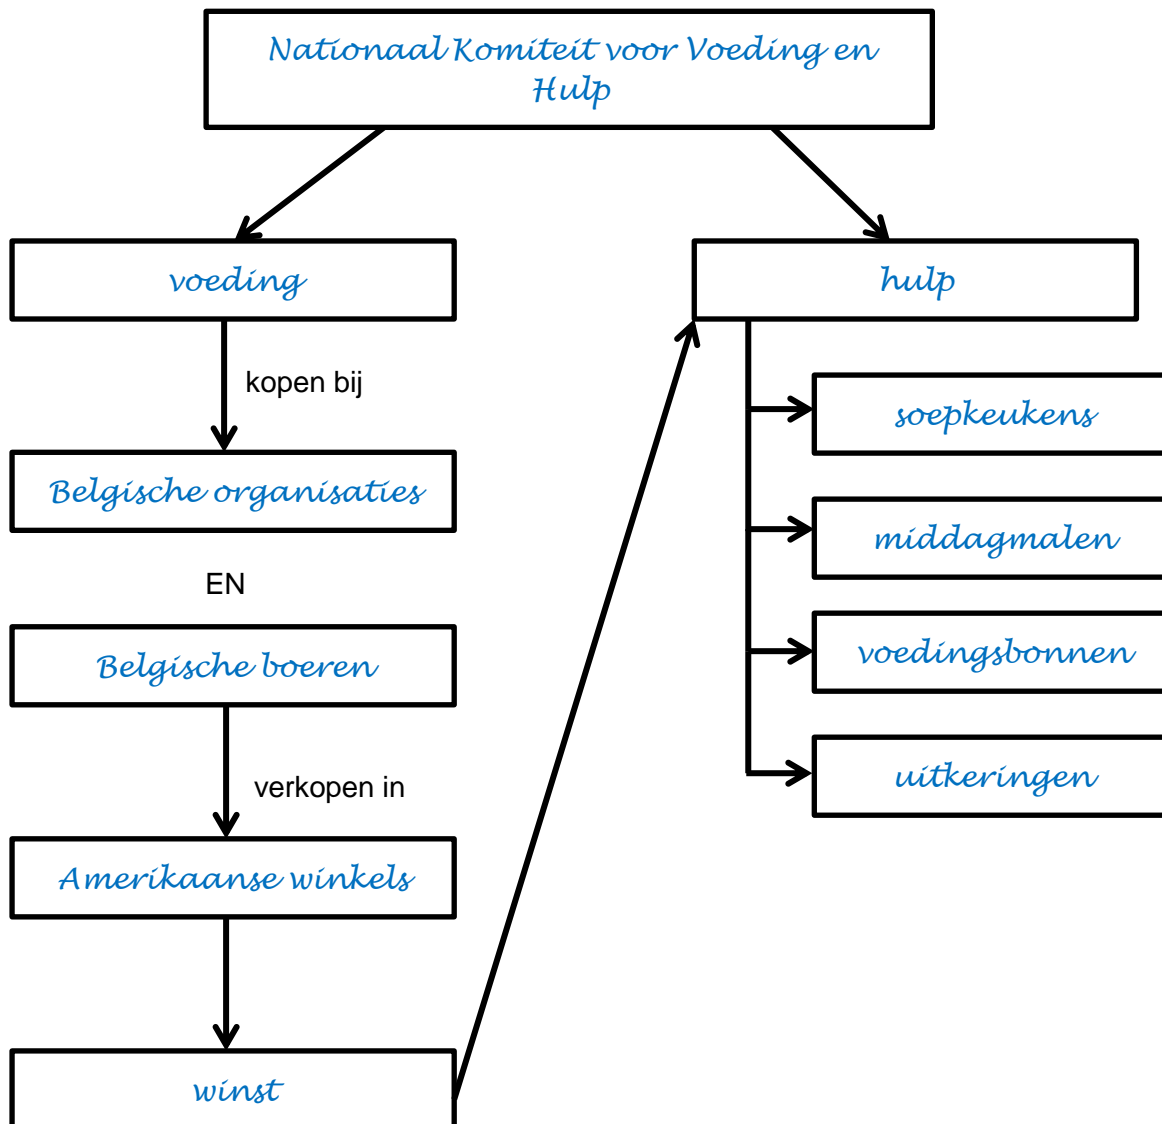 Nationaal Komiteit voor Voeding en
Hulp
voeding
hulp
kopen bij
soepkeukens
Belgische organisaties
middagmalen
EN
Belgische boeren
voedingsbonnen
verkopen in
uitkeringen
Amerikaanse winkels
winst